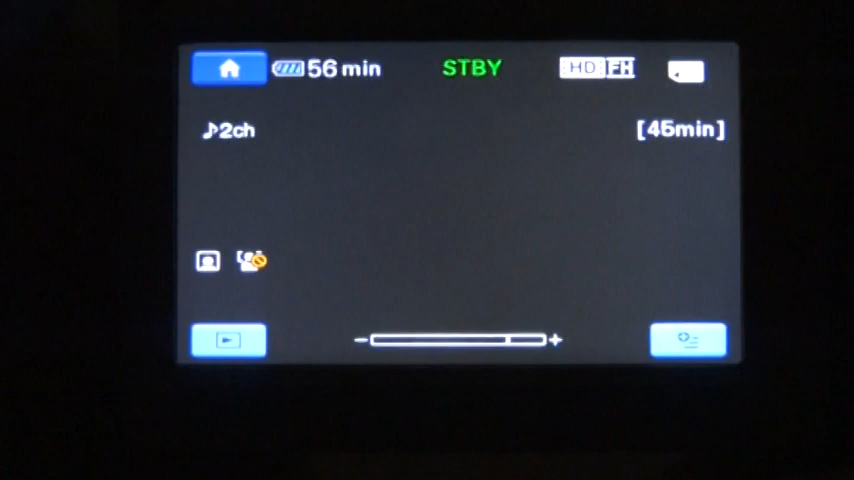 56 min STBY HD FH
♪2ch [45min]
− +